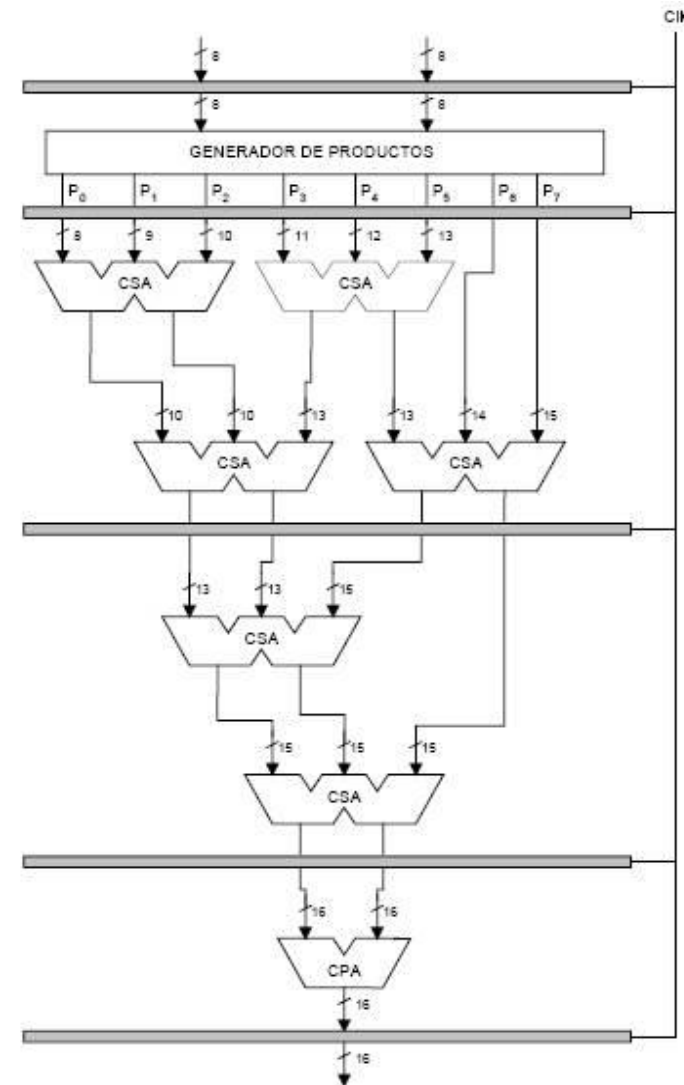 Clk
8 8
8 8
GENERADOR DE PRODUCTOS
P0 P1 P2 P3 P4 P5 P6 P7
8 9 10 11 12 13
CSA CSA
10 10 13 13 14 15
CSA CSA
13 13 15
CSA
15 15 15
CSA
16 16
CPA
16
16